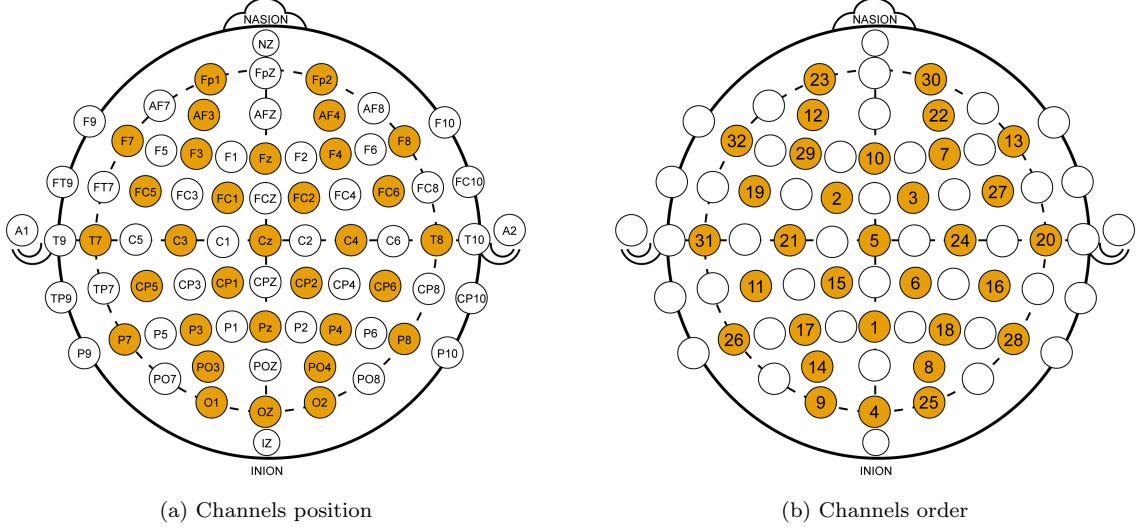 NASION
NZ
Fp1 FpZ Fp2
AF7 AF3 AFZ AF4 AF8
F9 F10
F7 F5 F3 F1 Fz F2 F4 F6 F8
FT9 FT7 FC5 FC3 FC1 FCZ FC2 FC4 FC6 FC8 FC10
A1 T9 T7 C5 C3 C1 Cz C2 C4 C6 T8 T10 A2
TP9 TP7 CP5 CP3 CP1 CPZ CP2 CP4 CP6 CP8 CP10
P9 P7 P5 P3 P1 Pz P2 P4 P6 P8 P10
PO7 PO3 POZ PO4 PO8
O1 OZ O2
IZ
INION
(a) Channels position
NASION
23 30
12 22
32 29 10 7 13
19 2 3 27
31 21 5 24 20
11 15 6 16
26 17 1 18 28
14 8
9 4 25
INION
(b) Channels order